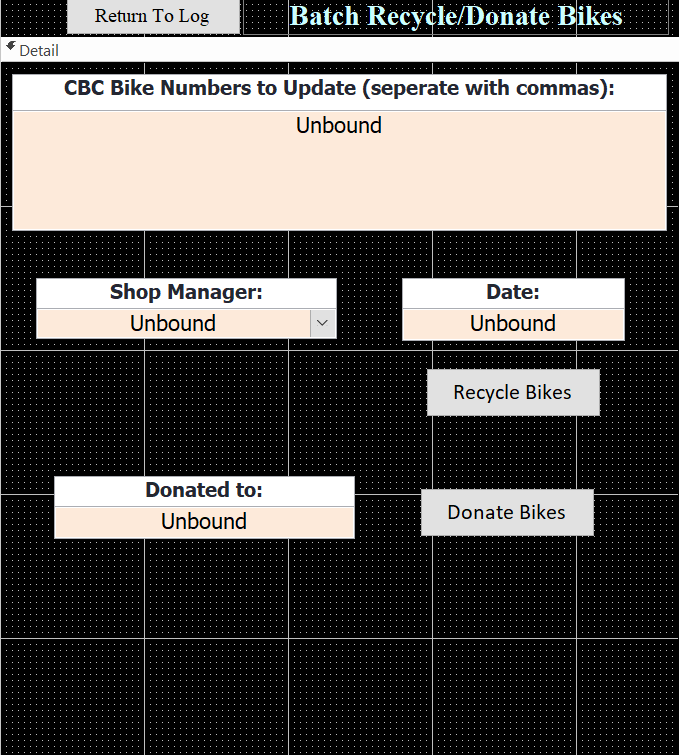 Return To Log
Batch Recycle/Donate Bikes
Detail
CBC Bike Numbers to Update (seperate with commas):
Unbound
Shop Manager:
Date:
Unbound
Unbound
Recycle Bikes
Donated to:
Unbound
Donate Bikes